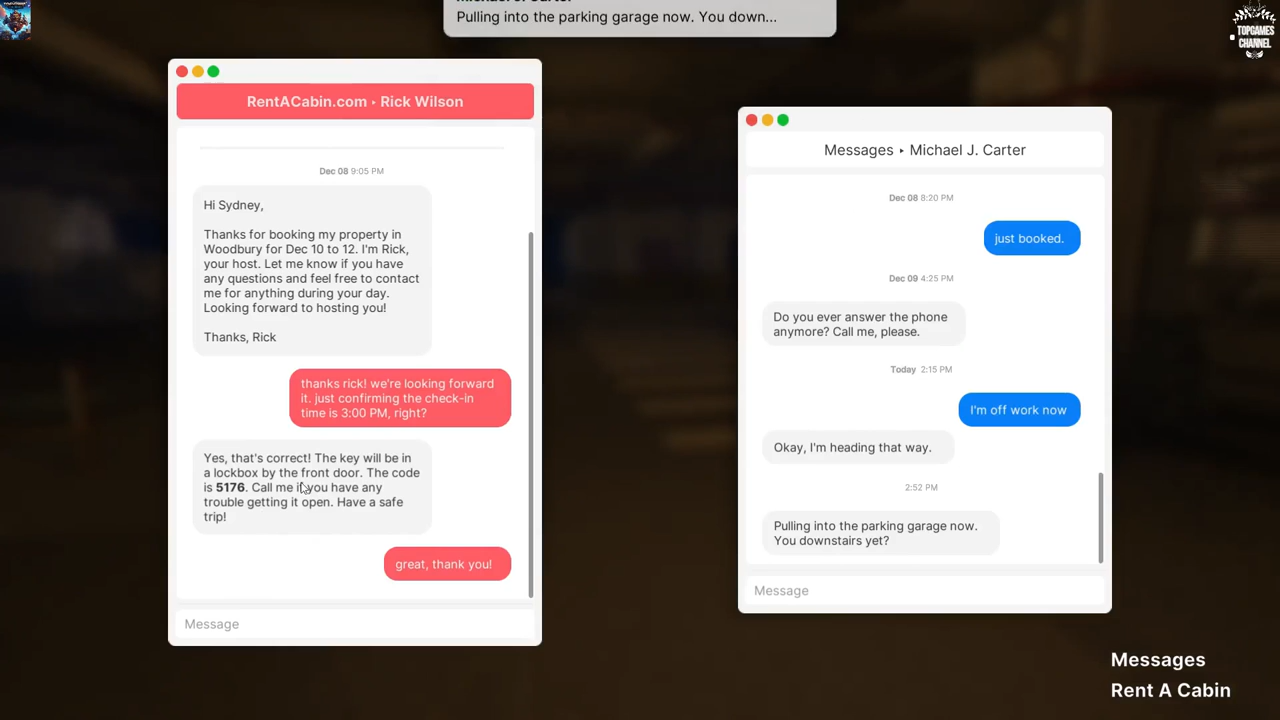 Pulling into the parking garage now. You down...
TOPGAMES
CHANNEL
RentACabin.com ▸ Rick Wilson
Dec 08 9:05 PM
Hi Sydney,
Thanks for booking my property in
Woodbury for Dec 10 to 12. I'm Rick,
your host. Let me know if you have
any questions and feel free to contact
me for anything during your day.
Looking forward to hosting you!
Thanks, Rick
thanks rick! we're looking forward
it. just confirming the check-in
time is 3:00 PM, right?
Yes, that's correct! The key will be in
a lockbox by the front door. The code
is 5176. Call me if you have any
trouble getting it open. Have a safe
trip!
great, thank you!
Message
Messages ▸ Michael J. Carter
Dec 08 8:20 PM
just booked.
Dec 09 4:25 PM
Do you ever answer the phone
anymore? Call me, please.
Today 2:15 PM
I'm off work now
Okay, I'm heading that way.
2:52 PM
Pulling into the parking garage now.
You downstairs yet?
Message
Messages
Rent A Cabin